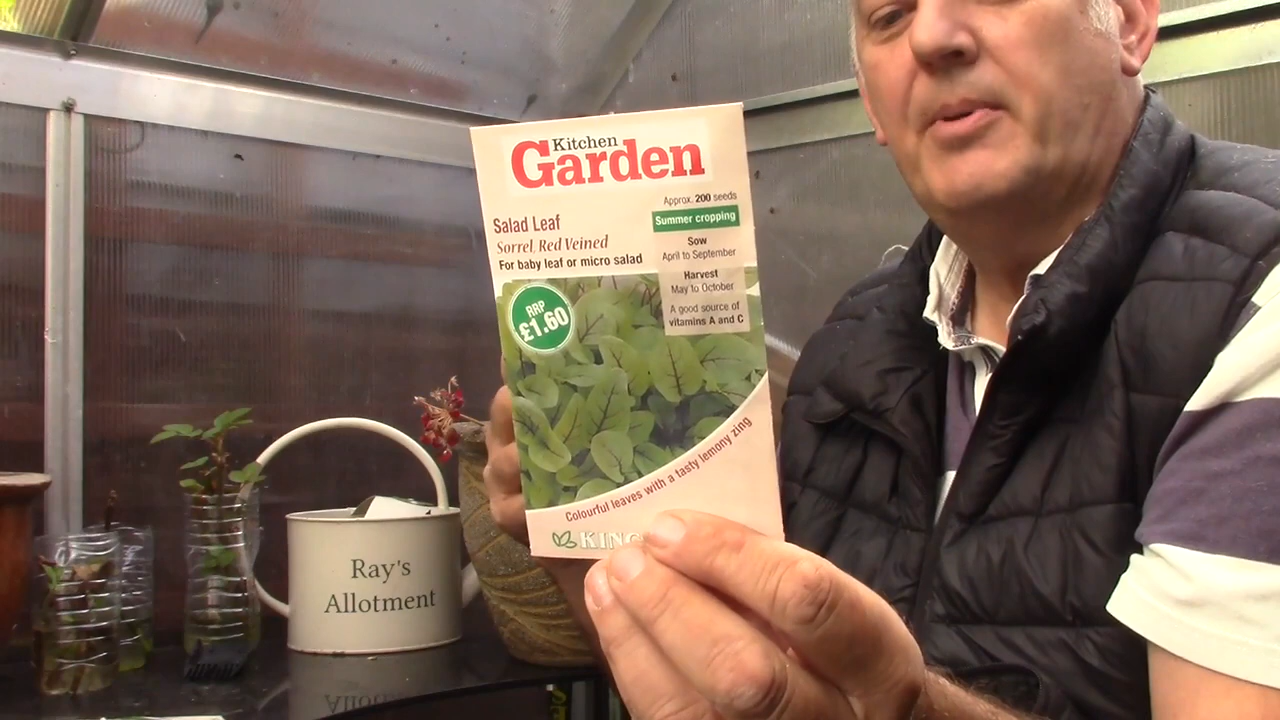 Kitchen
Garden
Approx. 200 seeds
Summer cropping
Sow
April to September
Harvest
May to October
A good source of
vitamins A and C
Salad Leaf
Sorrel, Red Veined
For baby leaf or micro salad
RRP
£1.60
Colourful leaves with a tasty lemony zing
Ray's
Allotment